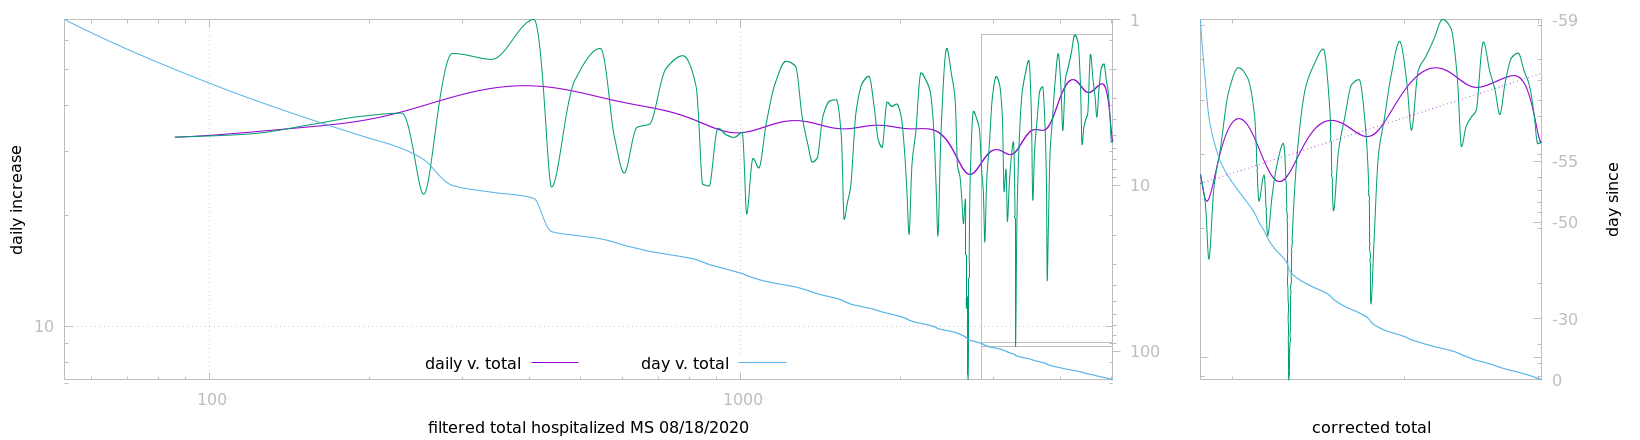 1
-59
daily increase
10
-55
-50
day since
10
-30
daily v. total
day v. total
100
0
100
1000
filtered total hospitalized MS 08/18/2020
corrected total